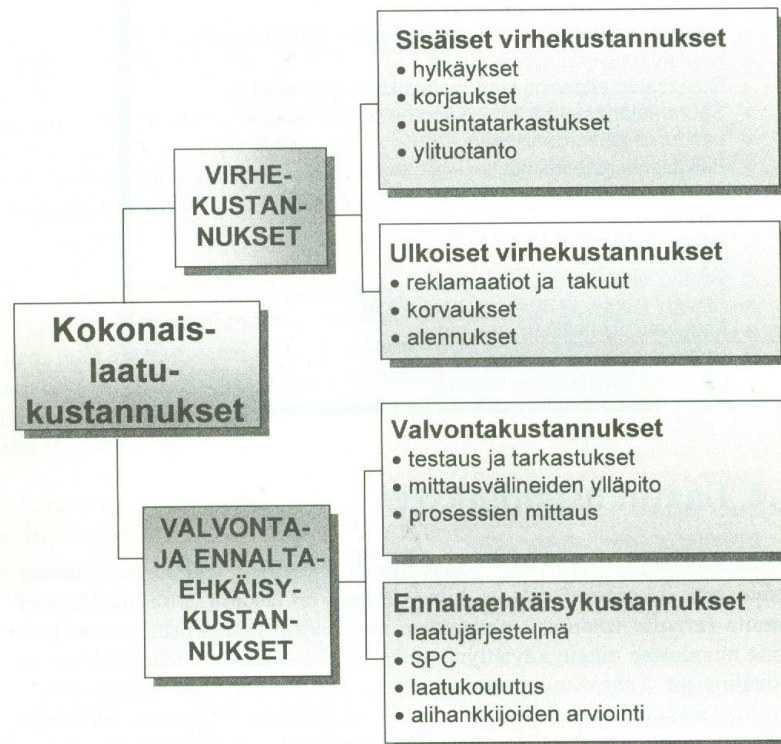 Kokonais-
laatu-
kustannukset
VIRHE-
KUSTAN-
NUKSET
Sisäiset virhekustannukset
• hylkäykset
• korjaukset
• uusintatarkastukset
• ylituotanto
Ulkoiset virhekustannukset
• reklamaatiot ja takuut
• korvaukset
• alennukset
VALVONTA-
JA ENNALTA-
EHKÄISY-
KUSTAN-
NUKSET
Valvontakustannukset
• testaus ja tarkastukset
• mittausvälineiden ylläpito
• prosessien mittaus
Ennaltaehkäisykustannukset
• laatujärjestelmä
• SPC
• laatukoulutus
• alihankkijoiden arviointi